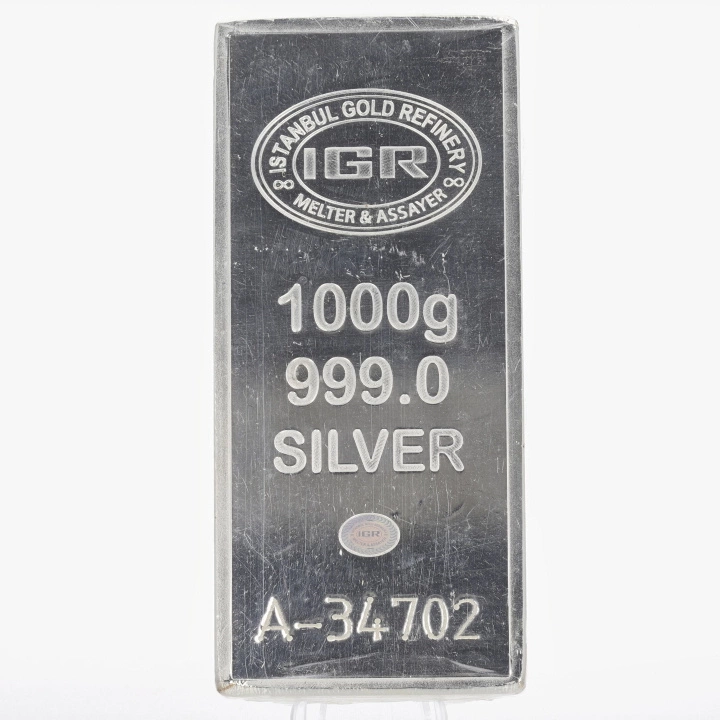 ISTANBUL GOLD REFINERY
IGR
∞ MELTER & ASSAYER ∞
1000g
999.0
SILVER
IGR
A-34702